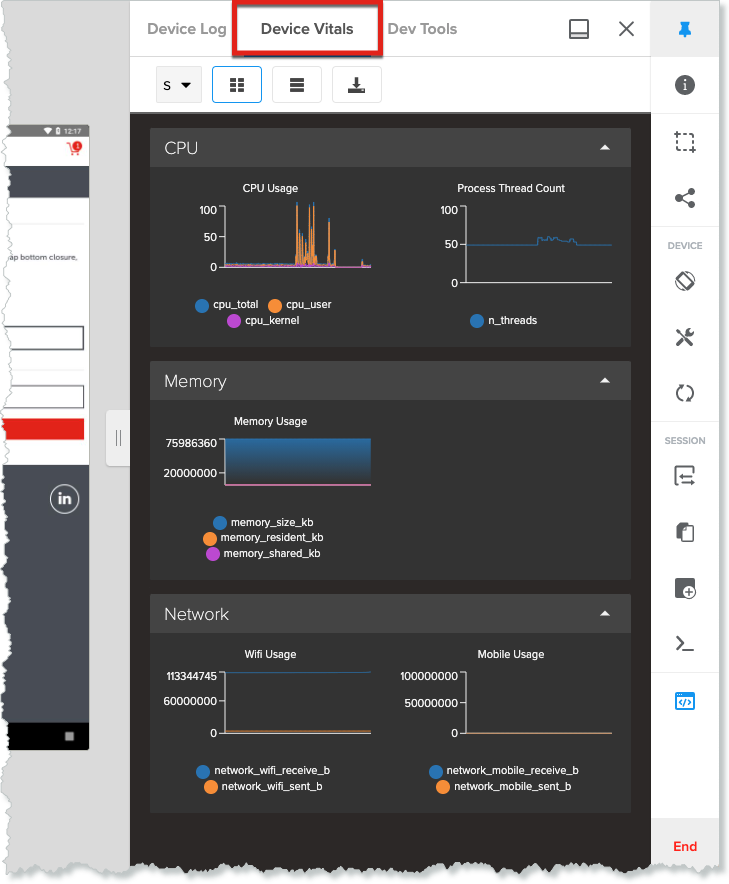 Device Log
Device Vitals
Dev Tools
S
12:17
1
ap bottom closure,
in
CPU
CPU Usage
100
50
0
cpu_total
cpu_user
cpu_kernel
Process Thread Count
100
50
0
n_threads
Memory
Memory Usage
75986360
20000000
memory_size_kb
memory_resident_kb
memory_shared_kb
Network
Wifi Usage
113344745
60000000
0
network_wifi_receive_b
network_wifi_sent_b
Mobile Usage
100000000
50000000
0
network_mobile_receive_b
network_mobile_sent_b
DEVICE
SESSION
End